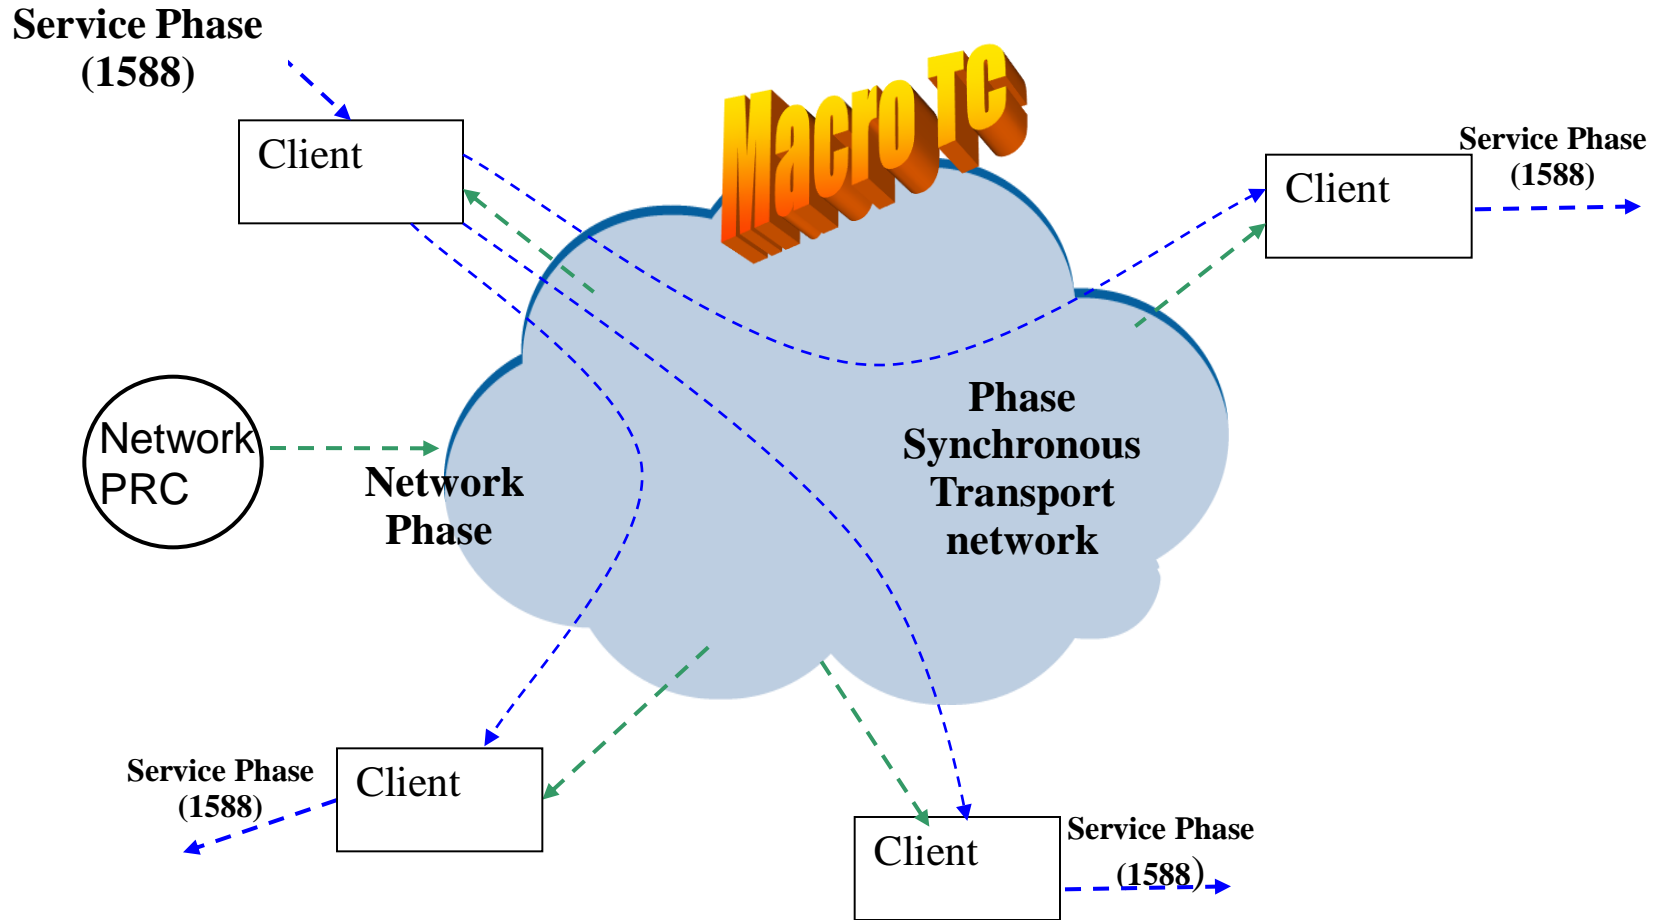 Service Phase
(1588)
Macro TC
Client
Client
Service Phase
(1588)
Network
PRC
Network
Phase
Phase
Synchronous
Transport
network
Service Phase
(1588)
Client
Client
Service Phase
(1588)